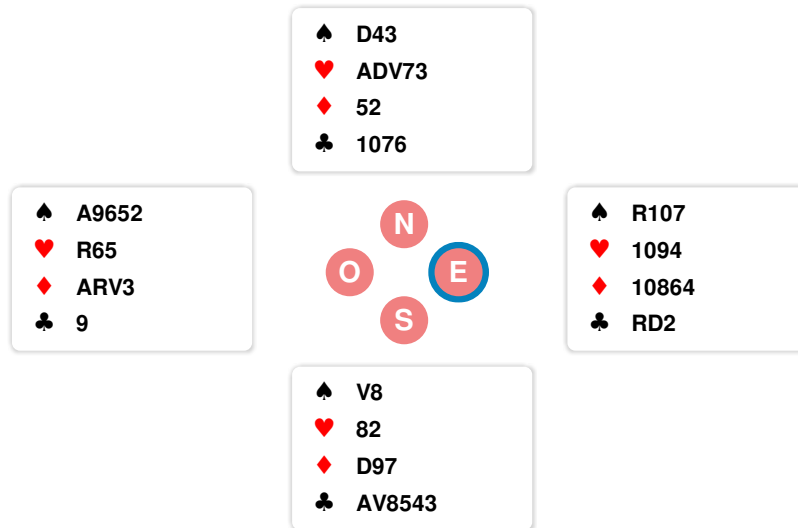 ♠ D43
♥ ADV73
♦ 52
♣ 1076
♠ A9652
♥ R65
♦ ARV3
♣ 9
N
O E
S
♠ R107
♥ 1094
♦ 10864
♣ RD2
♠ V8
♥ 82
♦ D97
♣ AV8543